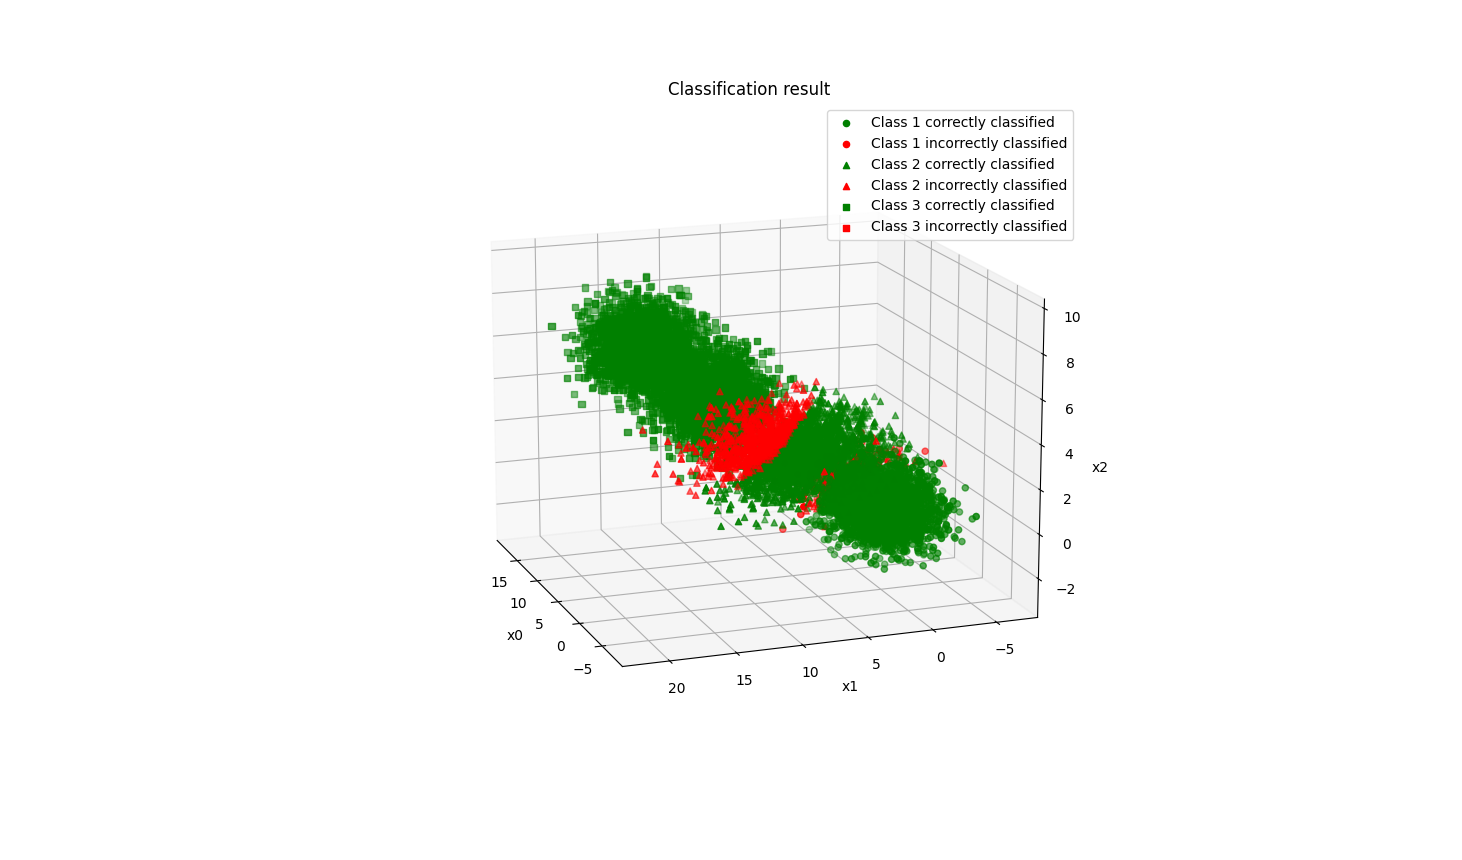 Classification result
Class 1 correctly classified
Class 1 incorrectly classified
Class 2 correctly classified
Class 2 incorrectly classified
Class 3 correctly classified
Class 3 incorrectly classified
10
8
6
4
x2
2
0
−2
15
10
5
x0
0
−5
20
15
10
x1
5
0
−5